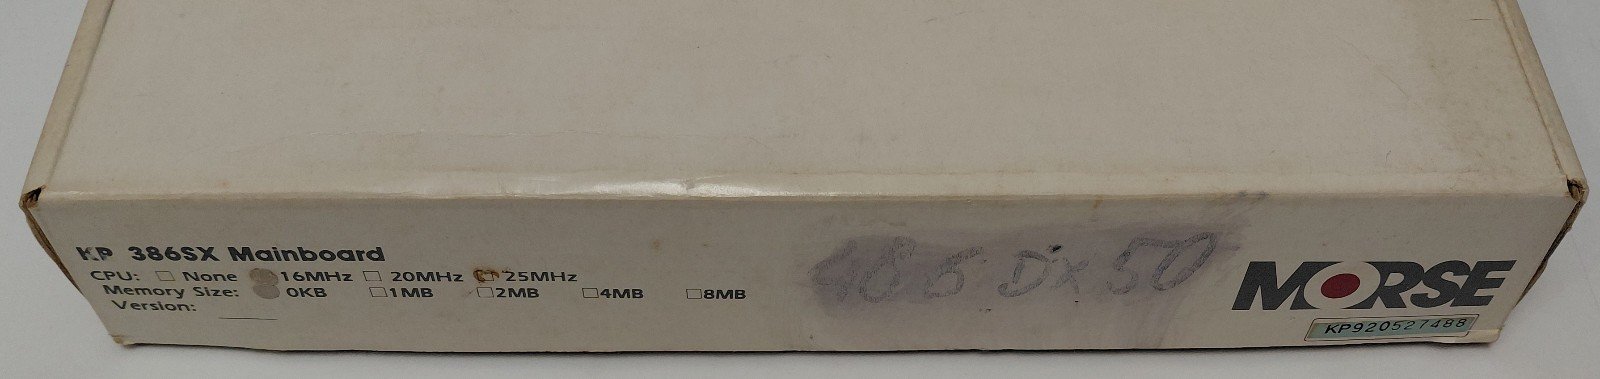 KP 386SX Mainboard
CPU: None 16MHz 20MHz 25MHz
Memory Size: 0KB 1MB 2MB 4MB 8MB
Version:
486 DX 50
MORSE
KP920527488